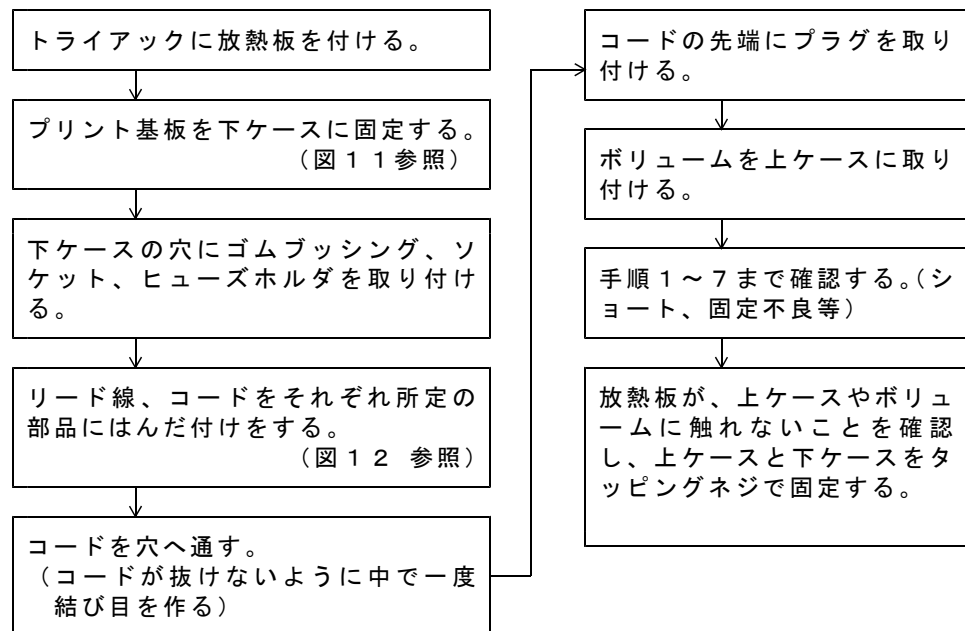 トライアックに放熱板を付ける。
プリント基板を下ケースに固定する。
（図１１参照）
下ケースの穴にゴムブッシング、ソ
ケット、ヒューズホルダを取り付け
る。
リード線、コードをそれぞれ所定の
部品にはんだ付けをする。
（図１２ 参照）
コードを穴へ通す。
（コードが抜けないように中で一度
結び目を作る）
コードの先端にプラグを取り
付ける。
ボリュームを上ケースに取り
付ける。
手順１～７まで確認する。（シ
ョート、固定不良等）
放熱板が、上ケースやボリュ
ームに触れないことを確認
し、上ケースと下ケースをタ
ッピングネジで固定する。